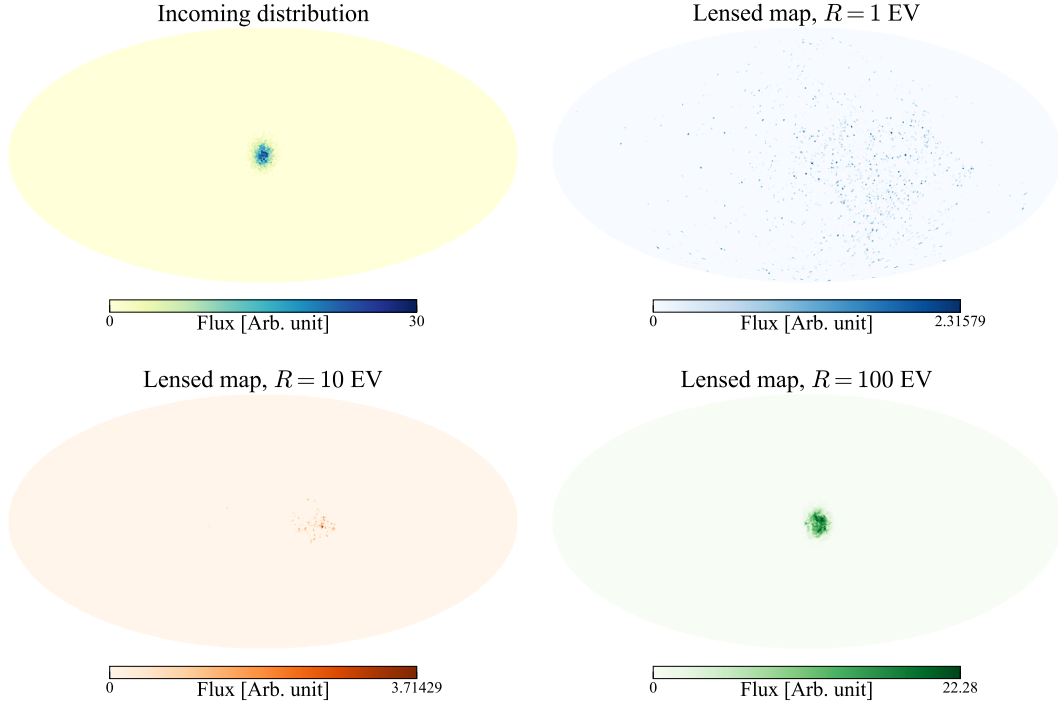 Incoming distribution
0
30
Flux [Arb. unit]
Lensed map, R = 1 EV
0
2.31579
Flux [Arb. unit]
Lensed map, R = 10 EV
0
3.71429
Flux [Arb. unit]
Lensed map, R = 100 EV
0
22.28
Flux [Arb. unit]